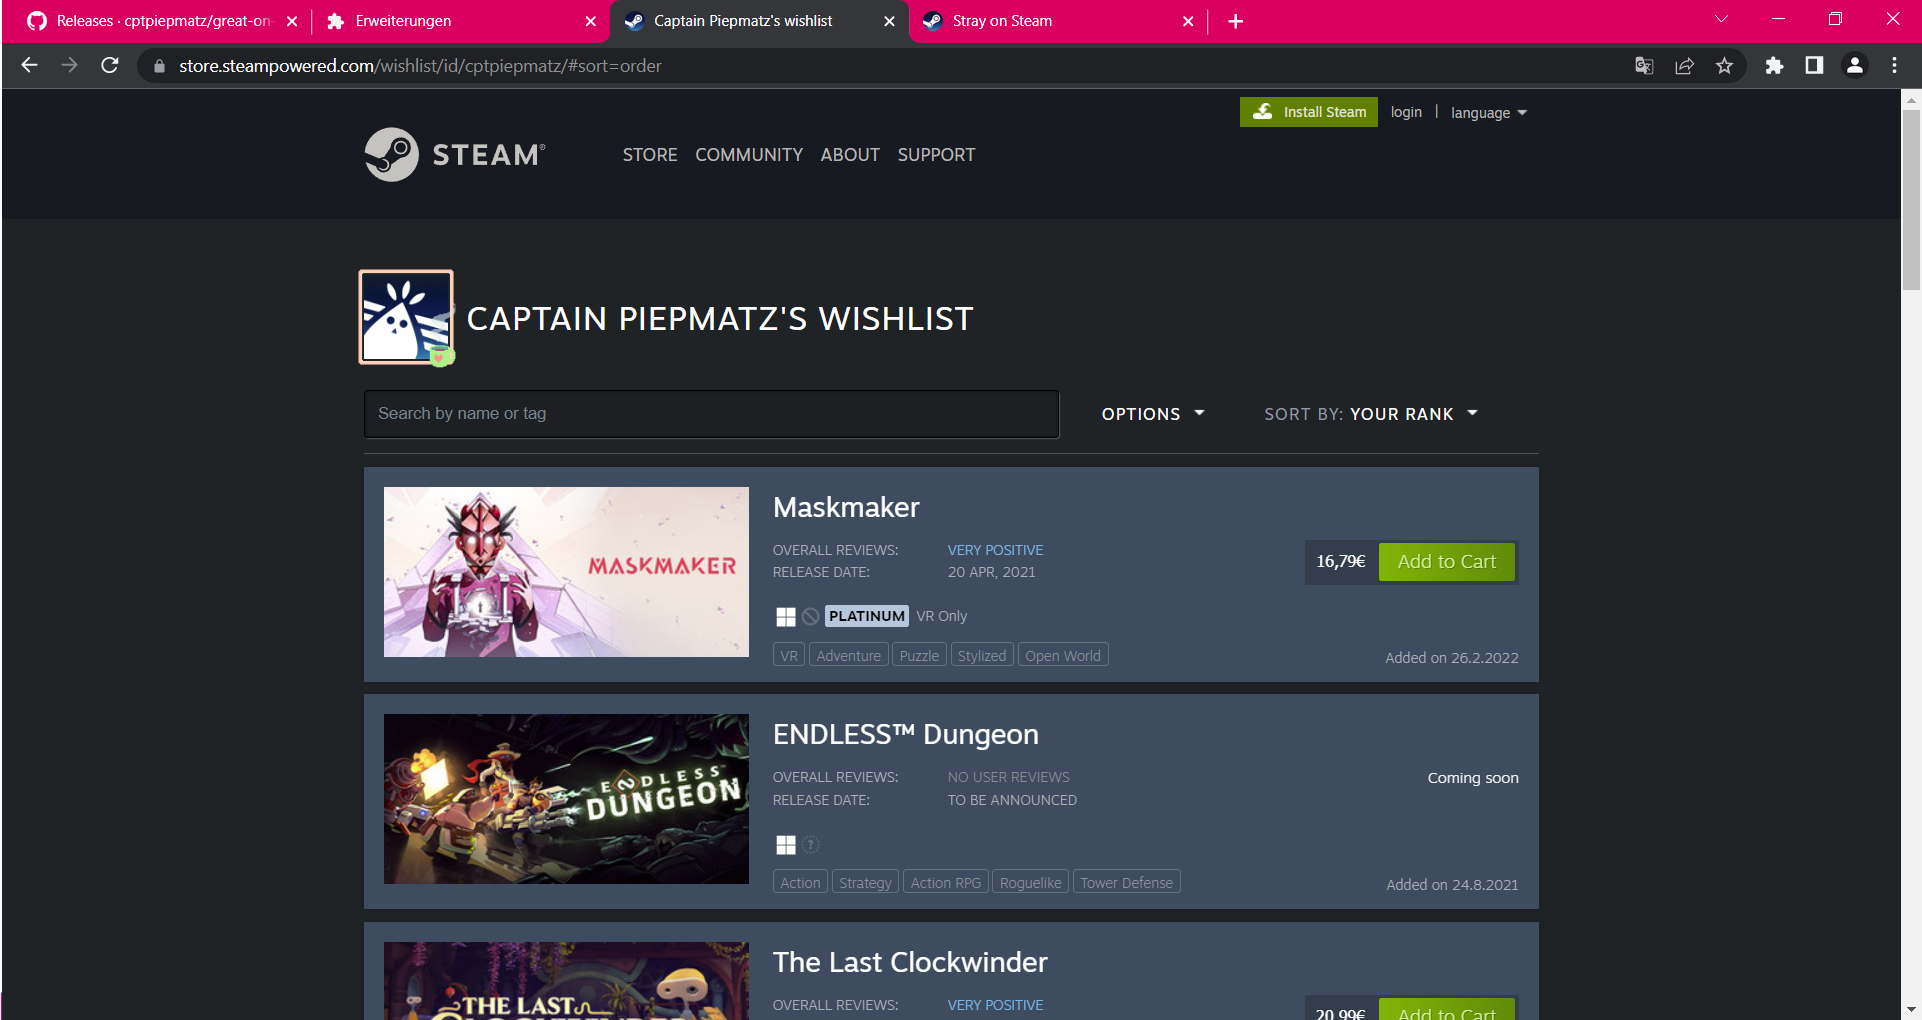 Releases · cptpiepmatz/great-on-
Erweiterungen
Captain Piepmatz's wishlist
Stray on Steam
store.steampowered.com/wishlist/id/cptpiepmatz/#sort=order
Install Steam
login | language
STEAM®
STORE COMMUNITY ABOUT SUPPORT
CAPTAIN PIEPMATZ'S WISHLIST
Search by name or tag
OPTIONS
SORT BY: YOUR RANK
MASKMAKER
Maskmaker
OVERALL REVIEWS: VERY POSITIVE
RELEASE DATE: 20 APR, 2021
16,79€ Add to Cart
PLATINUM VR Only
VR Adventure Puzzle Stylized Open World
Added on 26.2.2022
ENDLESS™
DUNGEON
ENDLESS™ Dungeon
OVERALL REVIEWS: NO USER REVIEWS
RELEASE DATE: TO BE ANNOUNCED
Coming soon
?
Action Strategy Action RPG Roguelike Tower Defense
Added on 24.8.2021
THE LAST
CLOCKWINDER
The Last Clockwinder
OVERALL REVIEWS: VERY POSITIVE
20,99€ Add to Cart